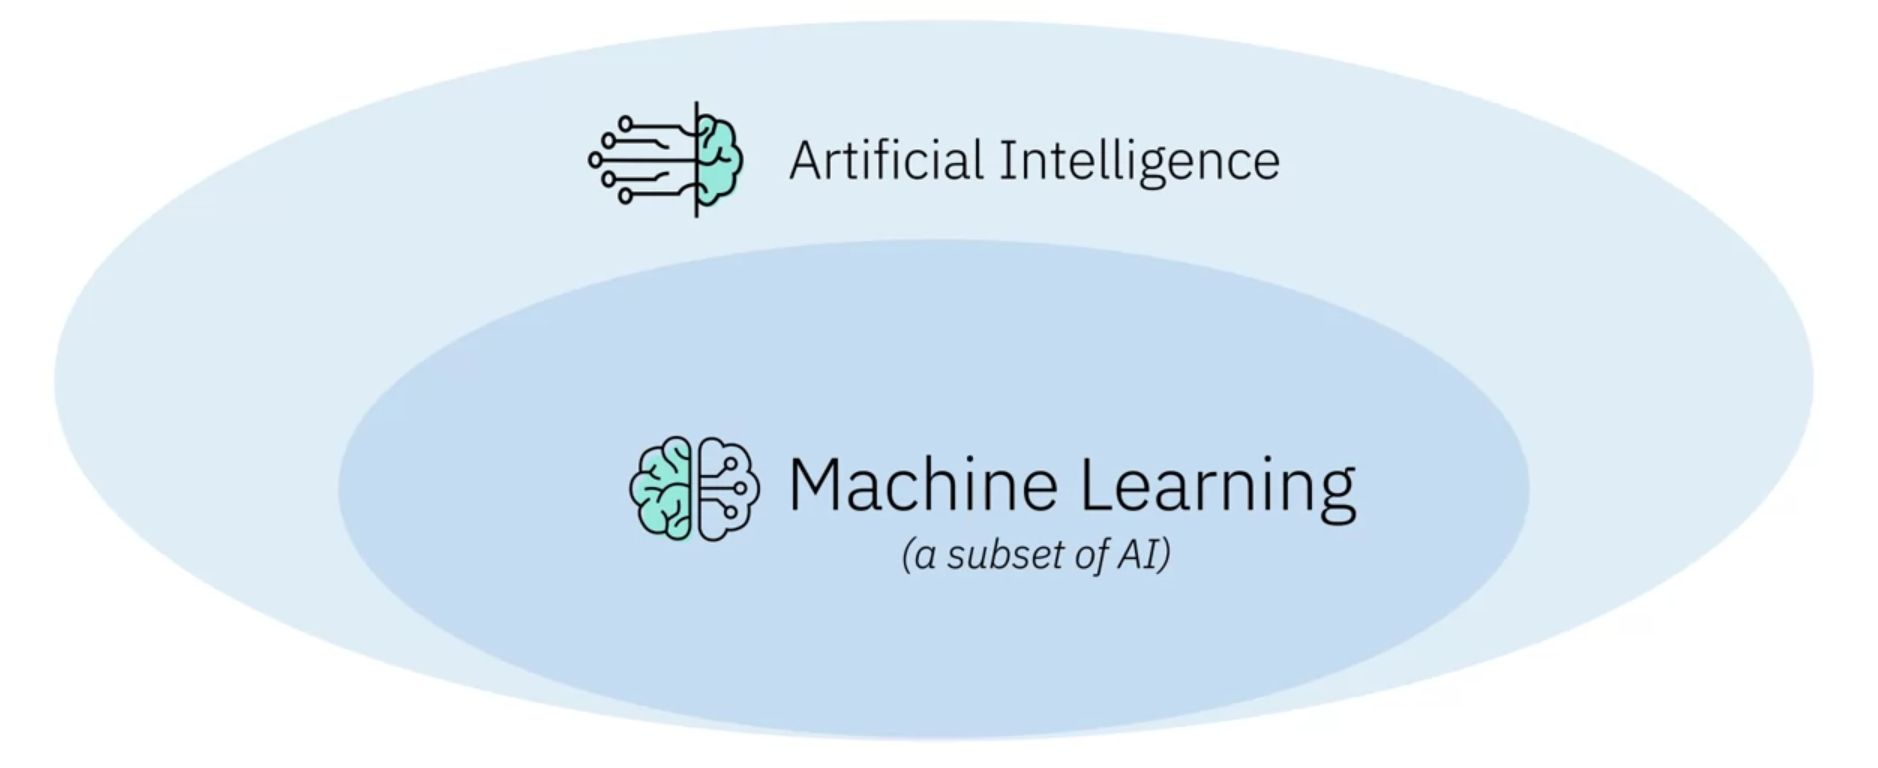 Artificial Intelligence
Machine Learning
(a subset of AI)